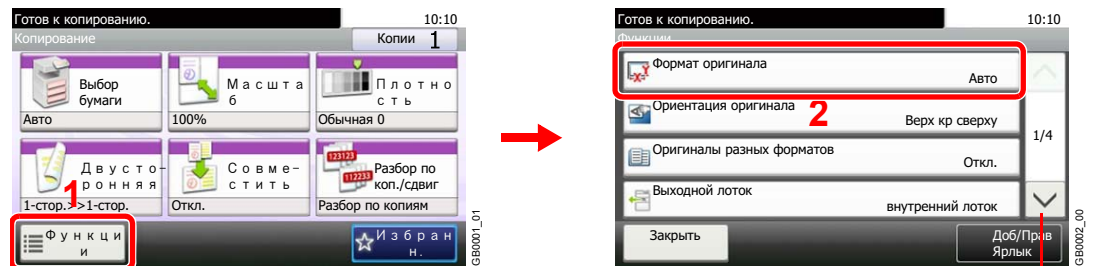 Готов к копированию.
10:10
Копирование
Копии 1
Выбор
бумаги
Авто
Масшта
б
100%
Плотно
сть
Обычная 0
Двусто-
ронняя
1-стор.>>1-стор.
1
Совме-
стить
Откл.
123123
112233
Разбор по
коп./сдвиг
Разбор по копиям
Функци
и
Избран
н.
GB0001_01
Готов к копированию.
10:10
Функции
Формат оригинала
Авто
Ориентация оригинала
Верх кр сверху
2
Оригиналы разных форматов
Откл.
Выходной лоток
внутренний лоток
1/4
Закрыть
Доб/Прав
Ярлык
GB0002_00